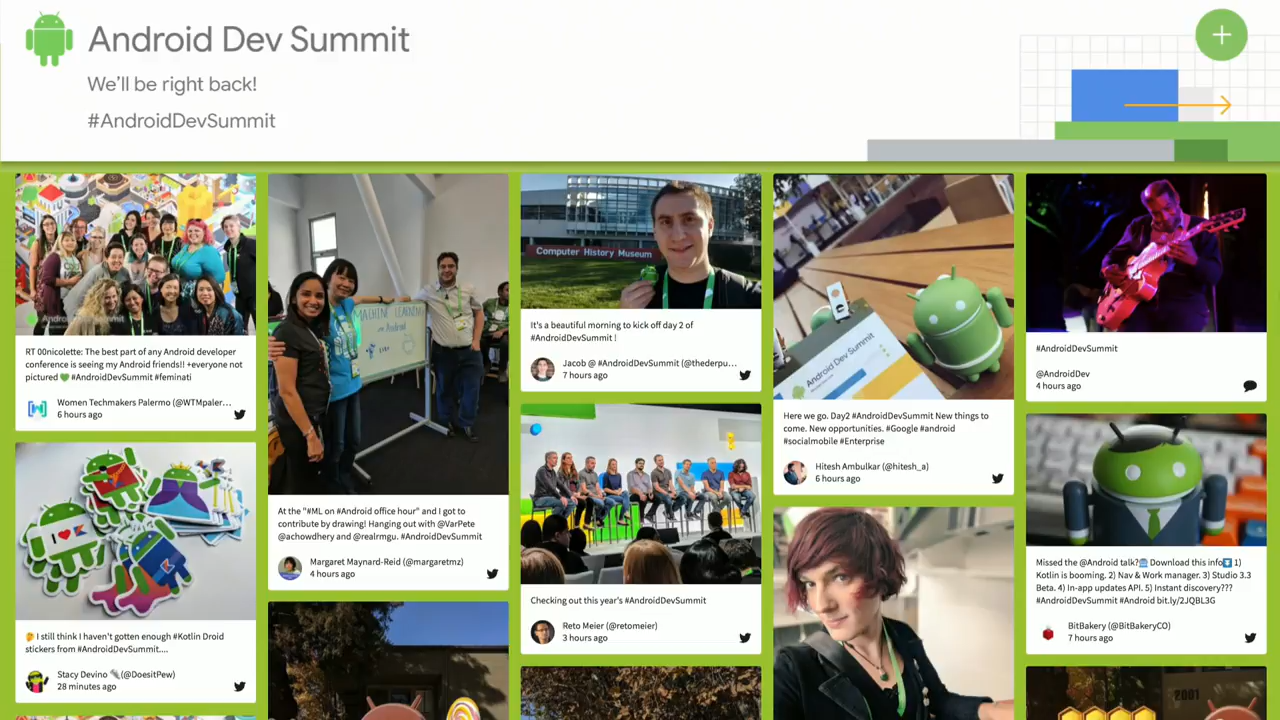 Android Dev Summit
We'll be right back!
#AndroidDevSummit
RT 00nicolette: The best part of any Android developer
conference is seeing my Android friends!! +everyone not
pictured 💚 #AndroidDevSummit #feminati
Women Techmakers Palermo (@WTMpaler...
6 hours ago
I ❤ K
🤔 I still think I haven't gotten enough #Kotlin Droid
stickers from #AndroidDevSummit....
Stacy Devino (@DoesitPew)
28 minutes ago
MACHINE LEARNING
on Android
At the "#ML on #Android office hour" and I got to
contribute by drawing! Hanging out with @VarPete
@achowdhery and @realrmgu. #AndroidDevSummit
Margaret Maynard-Reid (@margaretmz)
4 hours ago
Computer History Museum
It's a beautiful morning to kick off day 2 of
#AndroidDevSummit !
Jacob @ #AndroidDevSummit (@thederpu...
7 hours ago
Checking out this year's #AndroidDevSummit
Reto Meier (@retomeier)
3 hours ago
Android Dev Summit
Here we go. Day2 #AndroidDevSummit New things to
come. New opportunities. #Google #android
#socialmobile #Enterprise
Hitesh Ambulkar (@hitesh_a)
6 hours ago
#AndroidDevSummit
@AndroidDev
4 hours ago
Missed the @Android talk? Download this info 1)
Kotlin is booming. 2) Nav & Work manager. 3) Studio 3.3
Beta. 4) In-app updates API. 5) Instant discovery???
#AndroidDevSummit #Android bit.ly/2JQBL3G
BitBakery (@BitBakeryCO)
7 hours ago
2001